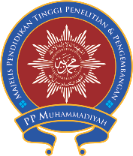 MAJELIS PENDIDIKAN TINGGI PENELITIAN & PENGEMBANGAN
PP MUHAMMADIYAH